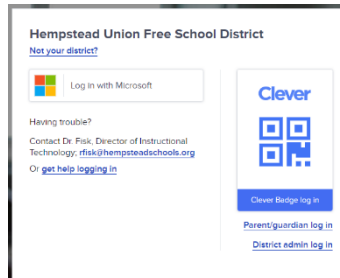 Hempstead Union Free School District
Not your district?
Log in with Microsoft
Having trouble?
Contact Dr. Fisk, Director of Instructional
Technology; rfisk@hempsteadschools.org
Or get help logging in
Clever
Clever Badge log in
Parent/guardian log in
District admin log in